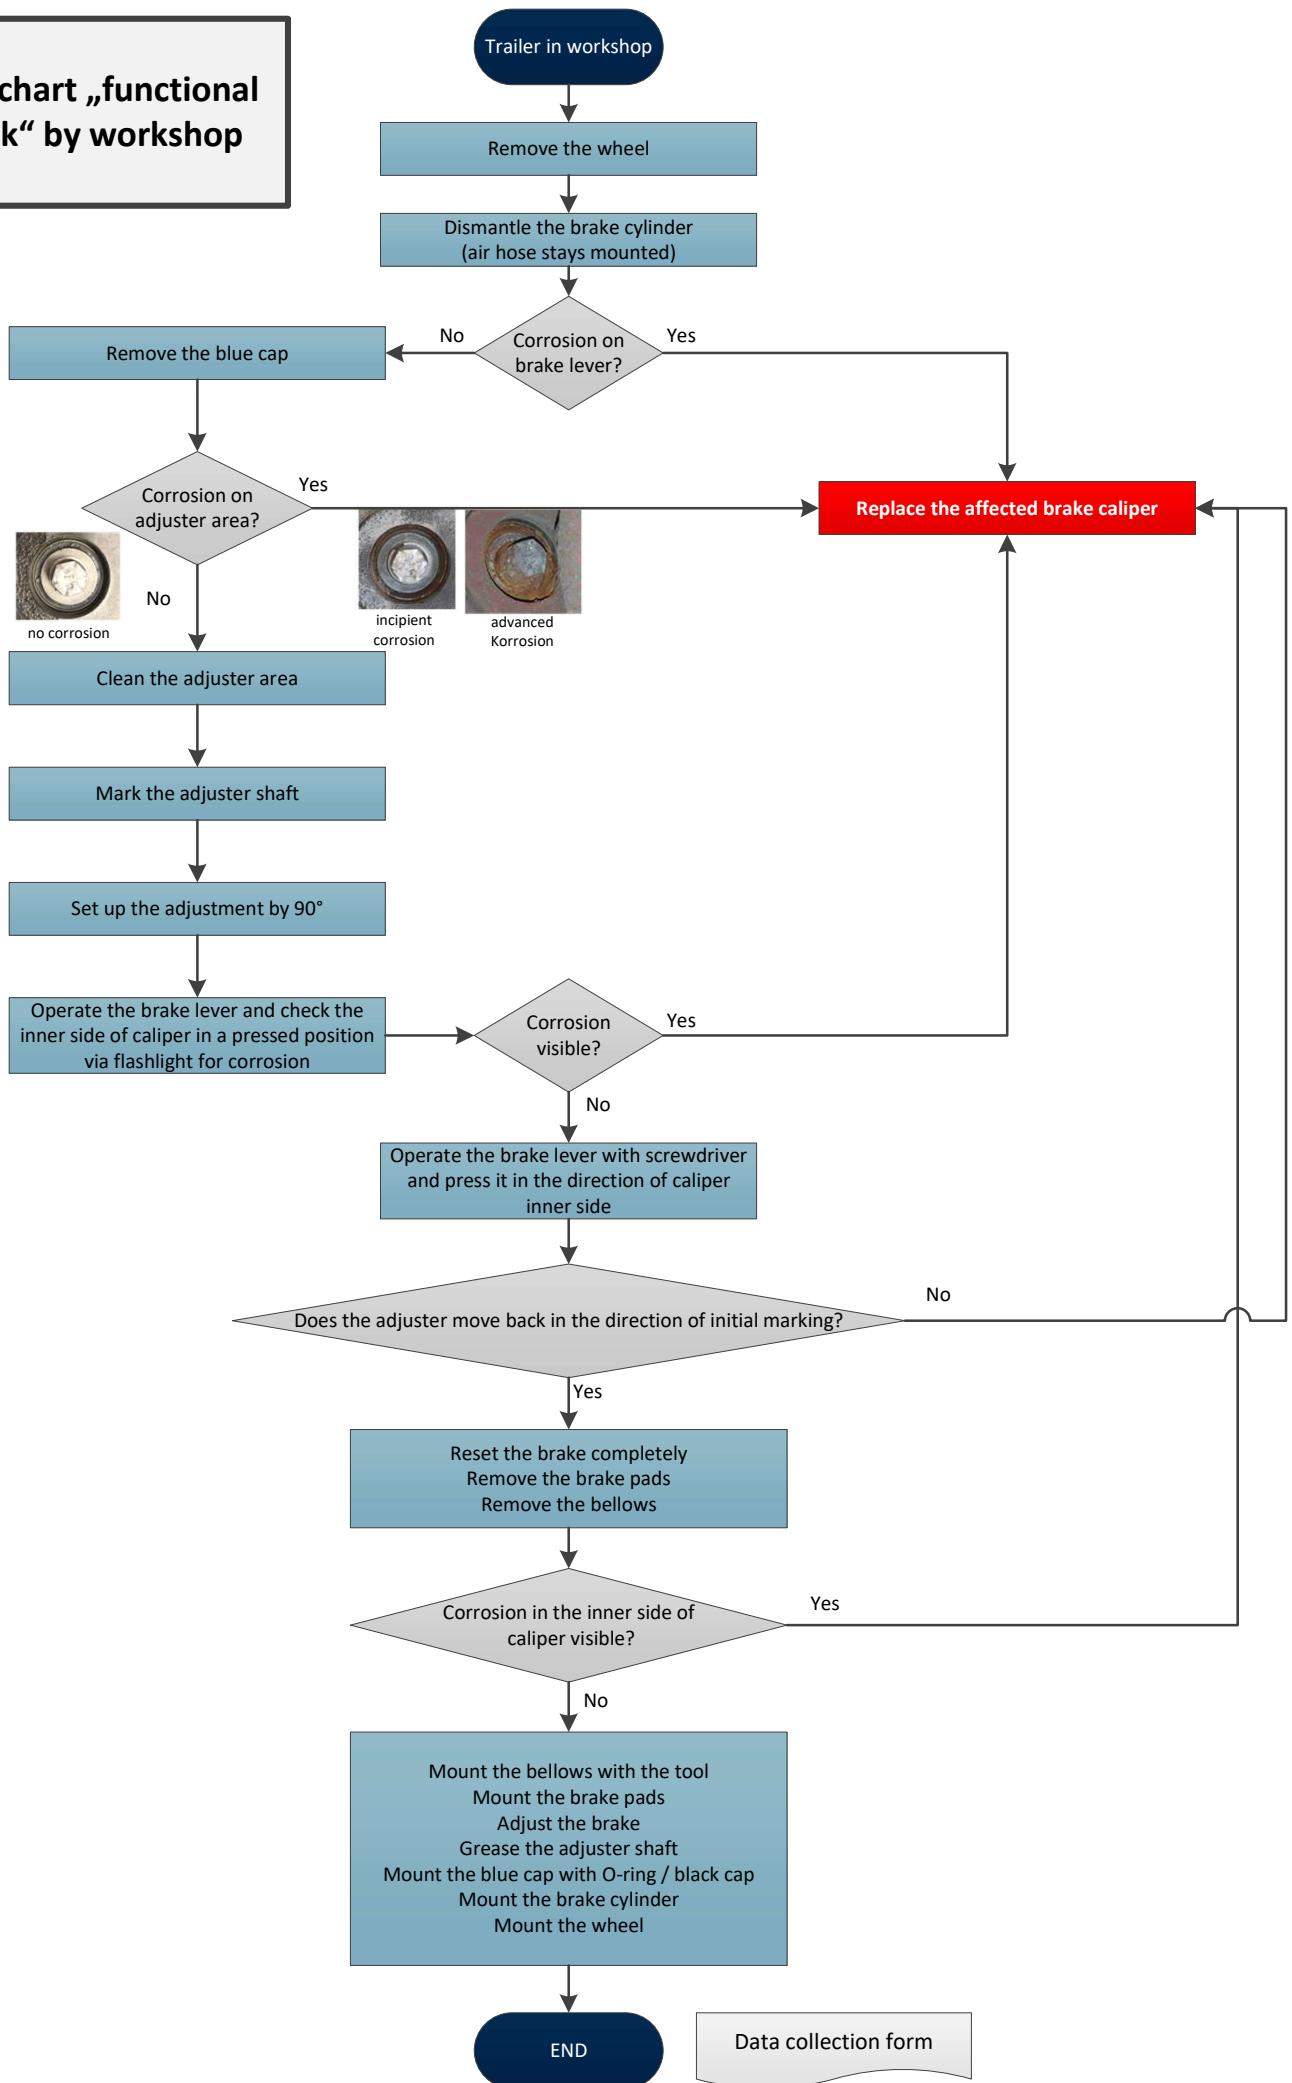 Trailer in workshop
chart „functional
k“ by workshop
Remove the wheel
Dismantle the brake cylinder
(air hose stays mounted)
No
Corrosion on
brake lever?
Yes
Remove the blue cap
Corrosion on
adjuster area?
Yes
Replace the affected brake caliper
No
no corrosion
incipient
corrosion
advanced
Korrosion
Clean the adjuster area
Mark the adjuster shaft
Set up the adjustment by 90°
Operate the brake lever and check the
inner side of caliper in a pressed position
via flashlight for corrosion
Corrosion
visible?
Yes
No
Operate the brake lever with screwdriver
and press it in the direction of caliper
inner side
Does the adjuster move back in the direction of initial marking?
No
Yes
Reset the brake completely
Remove the brake pads
Remove the bellows
Corrosion in the inner side of
caliper visible?
Yes
No
Mount the bellows with the tool
Mount the brake pads
Adjust the brake
Grease the adjuster shaft
Mount the blue cap with O-ring / black cap
Mount the brake cylinder
Mount the wheel
END
Data collection form